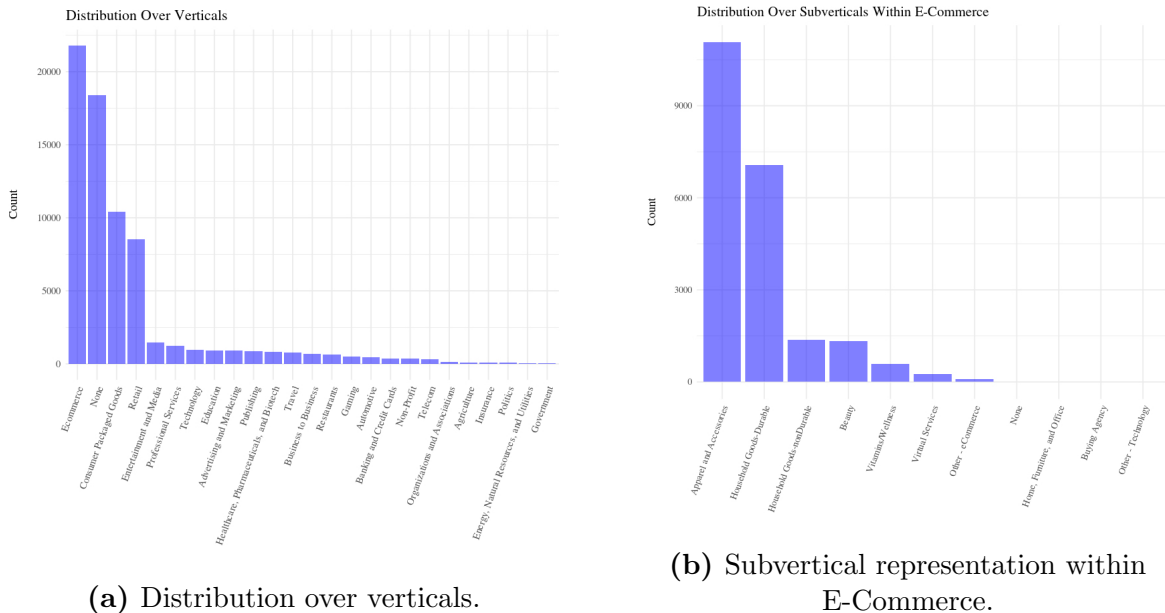 Distribution Over Verticals
20000
15000
10000
5000
0
Count
Ecommerce
None
Consumer Packaged Goods
Retail
Entertainment and Media
Professional Services
Technology
Education
Advertising and Marketing
Publishing
Healthcare, Pharmaceuticals, and Biotech
Travel
Business to Business
Restaurants
Gaming
Automotive
Banking and Credit Cards
Non-Profit
Telecom
Organizations and Associations
Agriculture
Insurance
Politics
Energy, Natural Resources, and Utilities
Government
(a) Distribution over verticals.
Distribution Over Subverticals Within E-Commerce
9000
6000
3000
0
Count
Apparel and Accessories
Household Goods-Durable
Household Goods-nonDurable
Beauty
Vitamins/Wellness
Virtual Services
Other - eCommerce
None
Home, Furniture, and Office
Buying Agency
Other - Technology
(b) Subvertical representation within
E-Commerce.